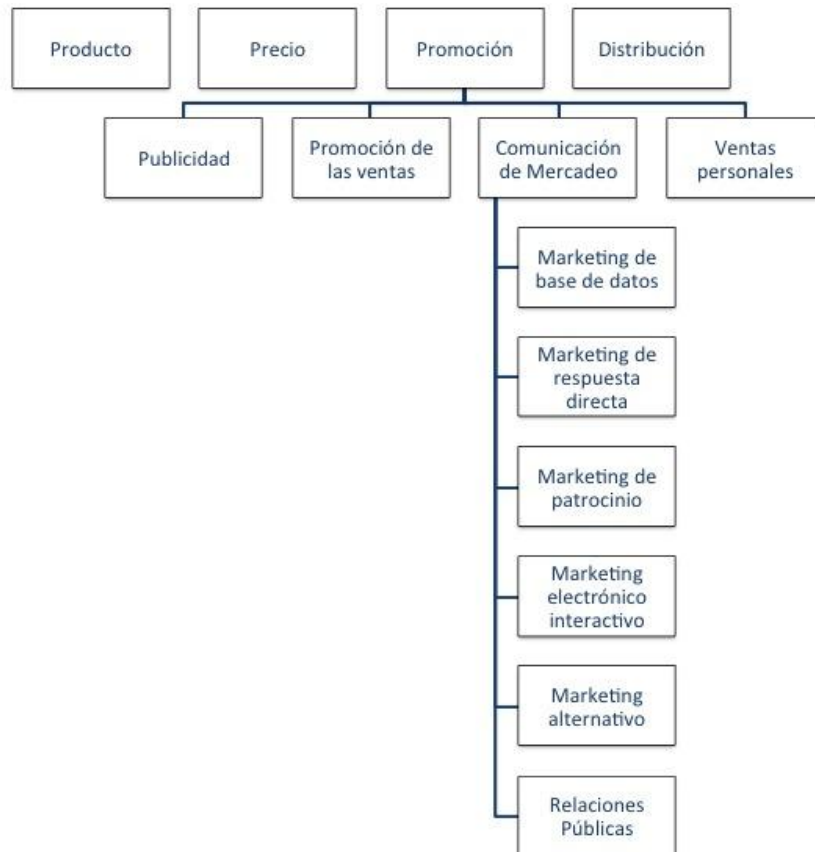 Producto
Precio
Promoción
Distribución
Publicidad
Promoción de
las ventas
Comunicación
de Mercadeo
Ventas
personales
Marketing de
base de datos
Marketing de
respuesta
directa
Marketing de
patrocinio
Marketing
electrónico
interactivo
Marketing
alternativo
Relaciones
Públicas